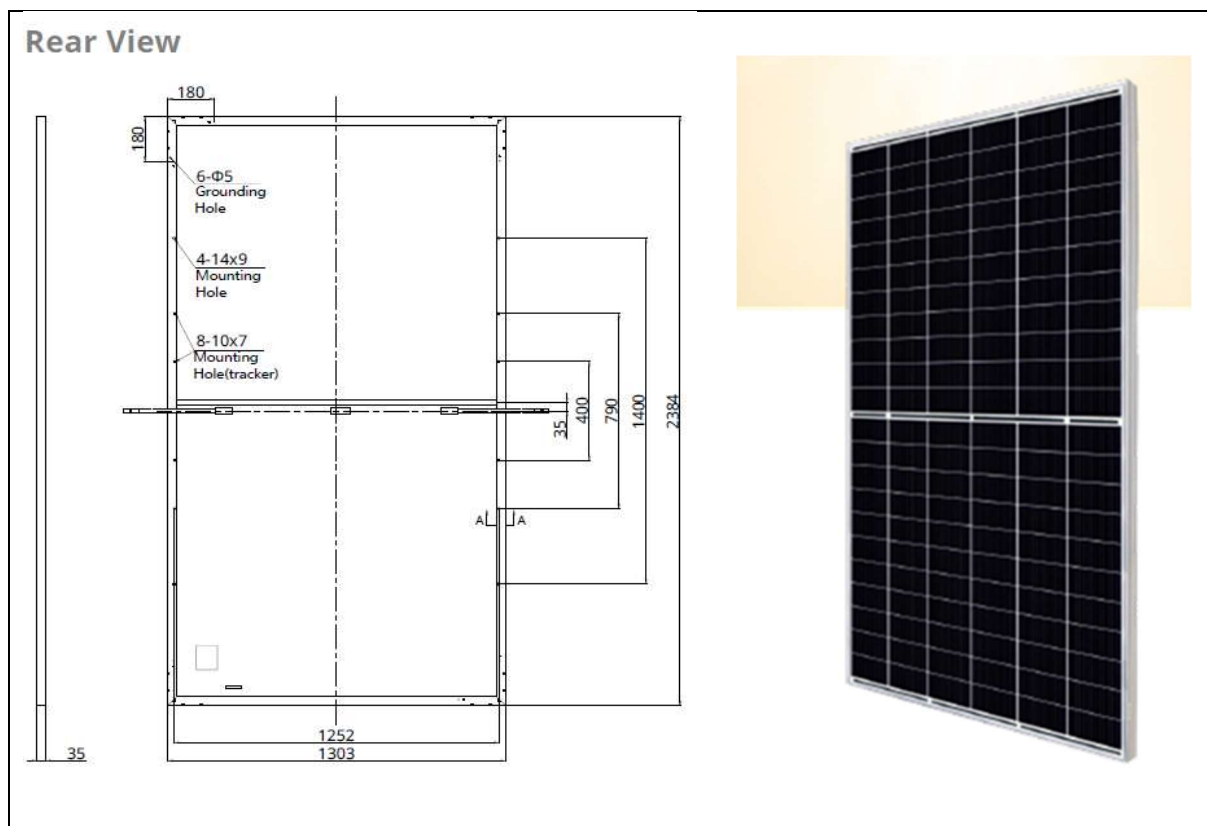 Rear View
180
180
6-Φ5
Grounding
Hole
4-14x9
Mounting
Hole
8-10x7
Mounting
Hole(tracker)
35
400
790
1400
2384
A A
1252
1303
35